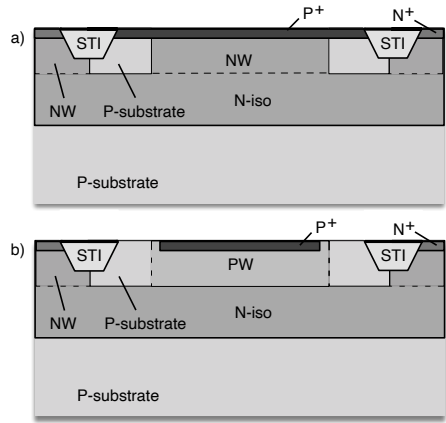 P+
N+
a)
STI
STI
NW
NW
P-substrate
N-iso
P-substrate
P+
N+
b)
STI
STI
PW
NW
P-substrate
N-iso
P-substrate